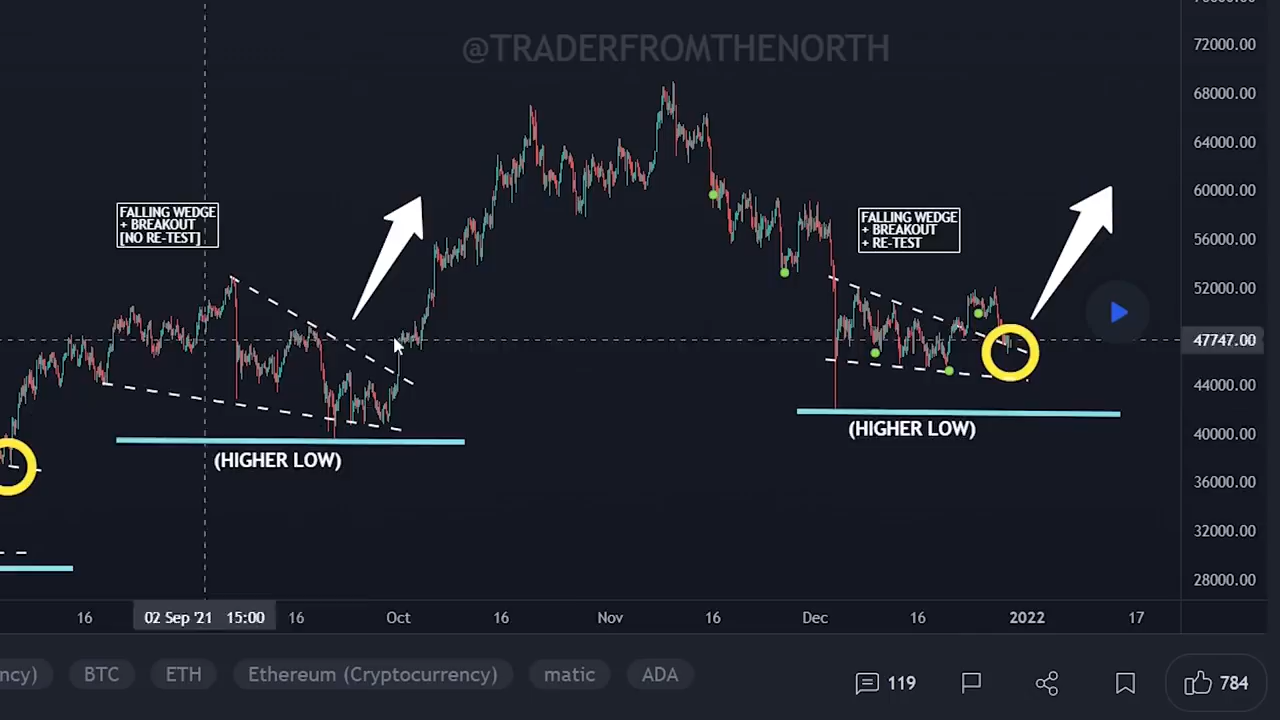 @TRADERFROMTHENORTH
72000.00
68000.00
64000.00
60000.00
56000.00
52000.00
47747.00
44000.00
40000.00
36000.00
32000.00
28000.00
FALLING WEDGE
+ BREAKOUT
[NO RE-TEST]
FALLING WEDGE
+ BREAKOUT
+ RE-TEST
(HIGHER LOW)
(HIGHER LOW)
16 02 Sep '21 15:00 16 Oct 16 Nov 16 Dec 16 2022 17
ncy) BTC ETH Ethereum (Cryptocurrency) matic ADA 119 784